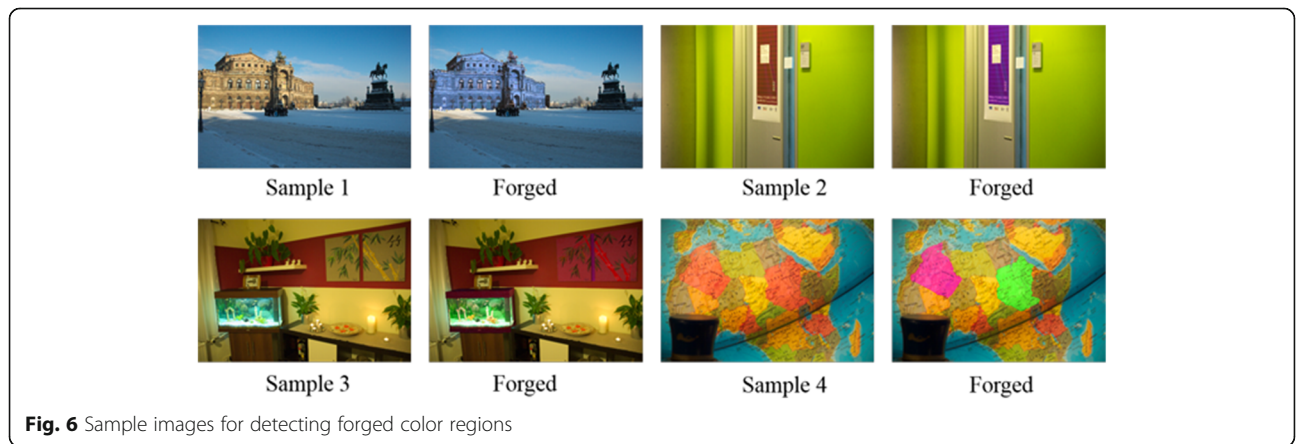 Sample 1 Forged Sample 2 Forged
Sample 3 Forged Sample 4 Forged
Fig. 6 Sample images for detecting forged color regions